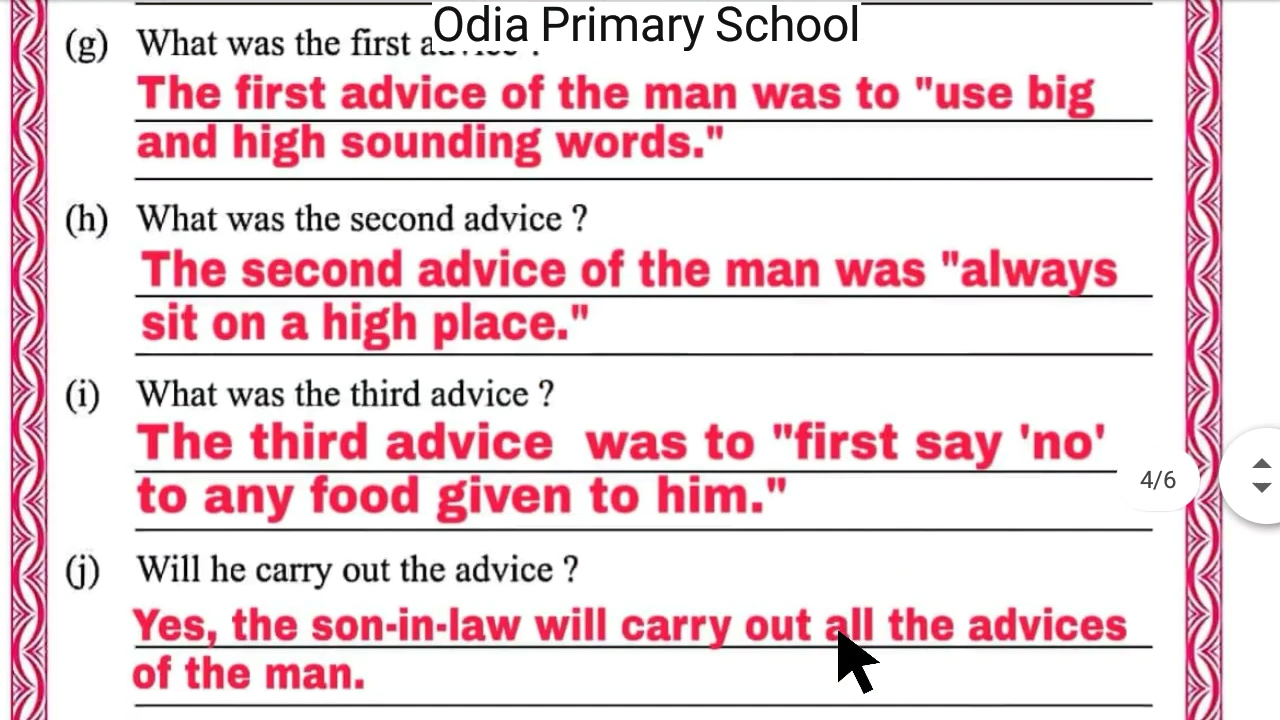 Odia Primary School
(g) What was the first
The first advice of the man was to "use big
and high sounding words."
(h) What was the second advice ?
The second advice of the man was "always
sit on a high place."
(i) What was the third advice ?
The third advice was to "first say 'no'
to any food given to him."
4/6
(j) Will he carry out the advice ?
Yes, the son-in-law will carry out all the advices
of the man.